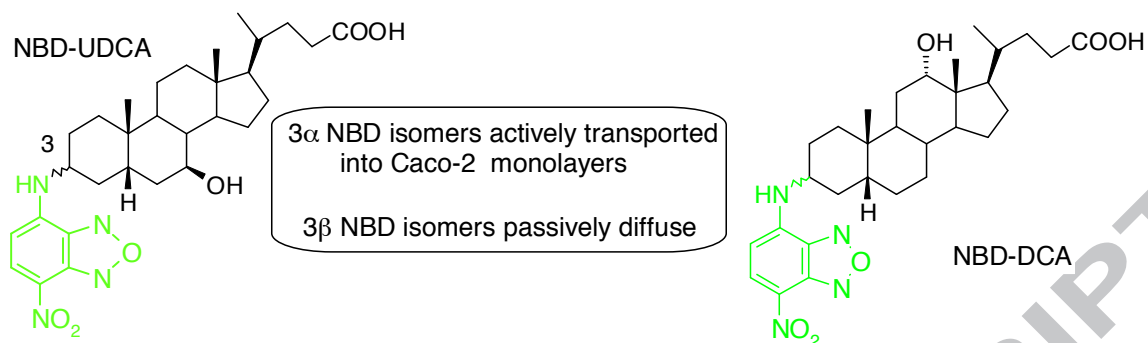 NBD-UDCA
COOH
3
HN
H
OH
N
O
N
NO2
3α NBD isomers actively transported
into Caco-2 monolayers
3β NBD isomers passively diffuse
OH
COOH
HN
H
N
O
N
NO2
NBD-DCA